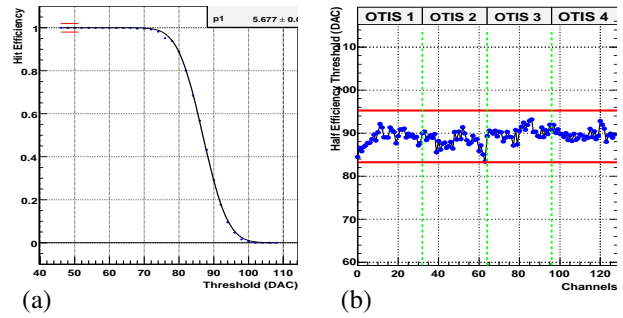 p1 5.677 ± 0.0
Hit Efficiency
1
0.8
0.6
0.4
0.2
0
40 50 60 70 80 90 100 110
Threshold (DAC)
(a)
OTIS 1 OTIS 2 OTIS 3 OTIS 4
Half Efficiency Threshold (DAC)
110
100
90
80
70
60
0 20 40 60 80 100 120
Channels
(b)